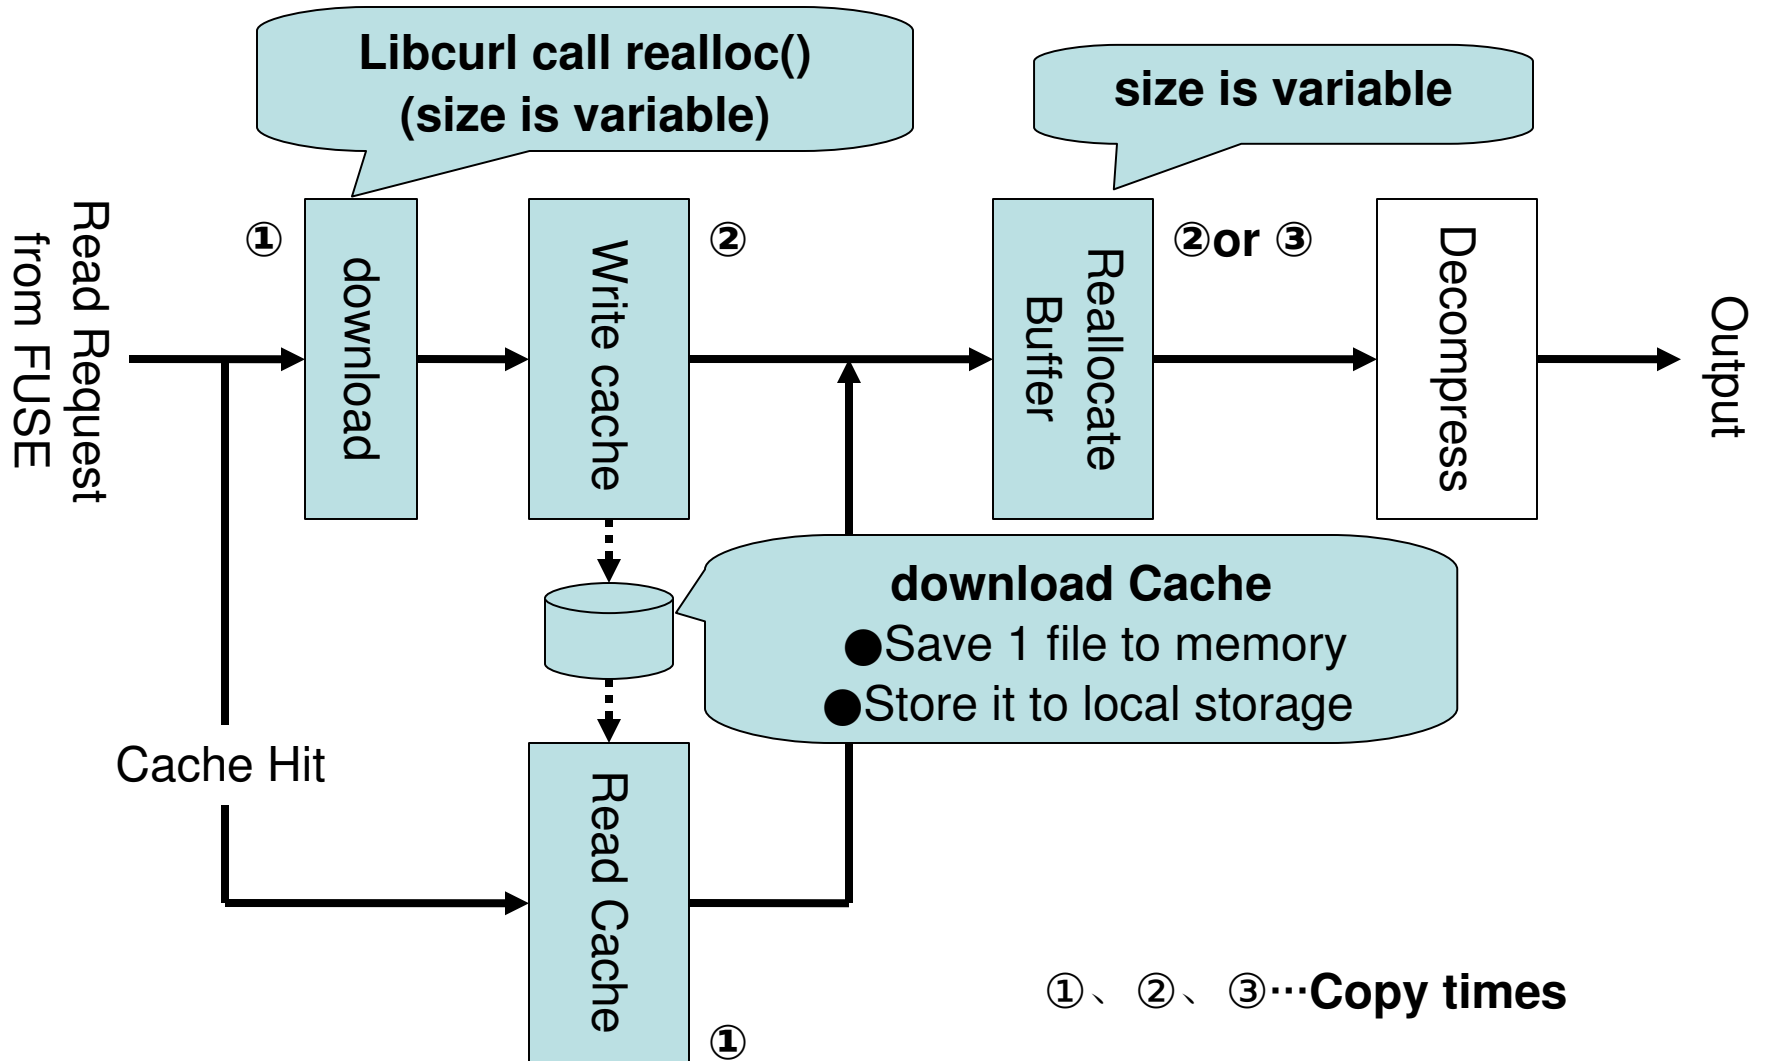 Libcurl call realloc()
(size is variable)
size is variable
Read Request
from FUSE
①
download
Write cache
②
Reallocate
Buffer
②or ③
Decompress
Output
download Cache
●Save 1 file to memory
●Store it to local storage
Cache Hit
Read Cache
①
①、②、③…Copy times